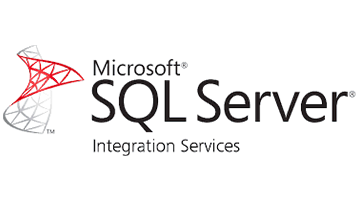 Microsoft®
SQL Server®
Integration Services
TM